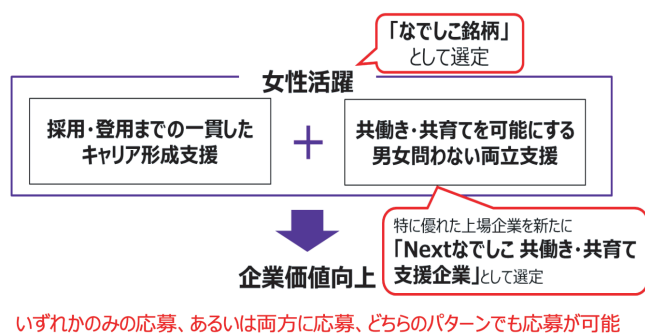 「なでしこ銘柄」
として選定
女性活躍
採用・登用までの一貫した
キャリア形成支援
+
共働き・共育てを可能にする
男女問わない両立支援
特に優れた上場企業を新たに
「Nextなでしこ 共働き・共育て
支援企業」として選定
企業価値向上
いずれかのみの応募、あるいは両方に応募、どちらのパターンでも応募が可能